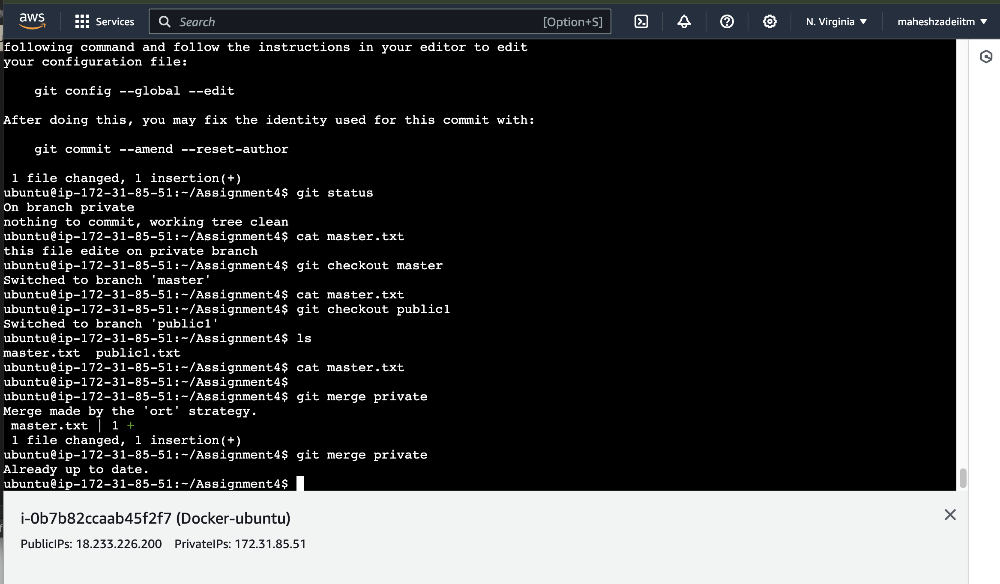 aws Services Search [Option+S] N. Virginia maheshzadeiitm
following command and follow the instructions in your editor to edit
your configuration file:
git config --global --edit
After doing this, you may fix the identity used for this commit with:
git commit --amend --reset-author
1 file changed, 1 insertion(+)
ubuntu@ip-172-31-85-51:~/Assignment4$ git status
On branch private
nothing to commit, working tree clean
ubuntu@ip-172-31-85-51:~/Assignment4$ cat master.txt
this file edite on private branch
ubuntu@ip-172-31-85-51:~/Assignment4$ git checkout master
Switched to branch 'master'
ubuntu@ip-172-31-85-51:~/Assignment4$ cat master.txt
ubuntu@ip-172-31-85-51:~/Assignment4$ git checkout public1
Switched to branch 'public1'
ubuntu@ip-172-31-85-51:~/Assignment4$ ls
master.txt  public1.txt
ubuntu@ip-172-31-85-51:~/Assignment4$ cat master.txt
ubuntu@ip-172-31-85-51:~/Assignment4$
ubuntu@ip-172-31-85-51:~/Assignment4$ git merge private
Merge made by the 'ort' strategy.
master.txt | 1 +
1 file changed, 1 insertion(+)
ubuntu@ip-172-31-85-51:~/Assignment4$ git merge private
Already up to date.
ubuntu@ip-172-31-85-51:~/Assignment4$
i-0b7b82ccaab45f2f7 (Docker-ubuntu)
PublicIPs: 18.233.226.200 PrivateIPs: 172.31.85.51